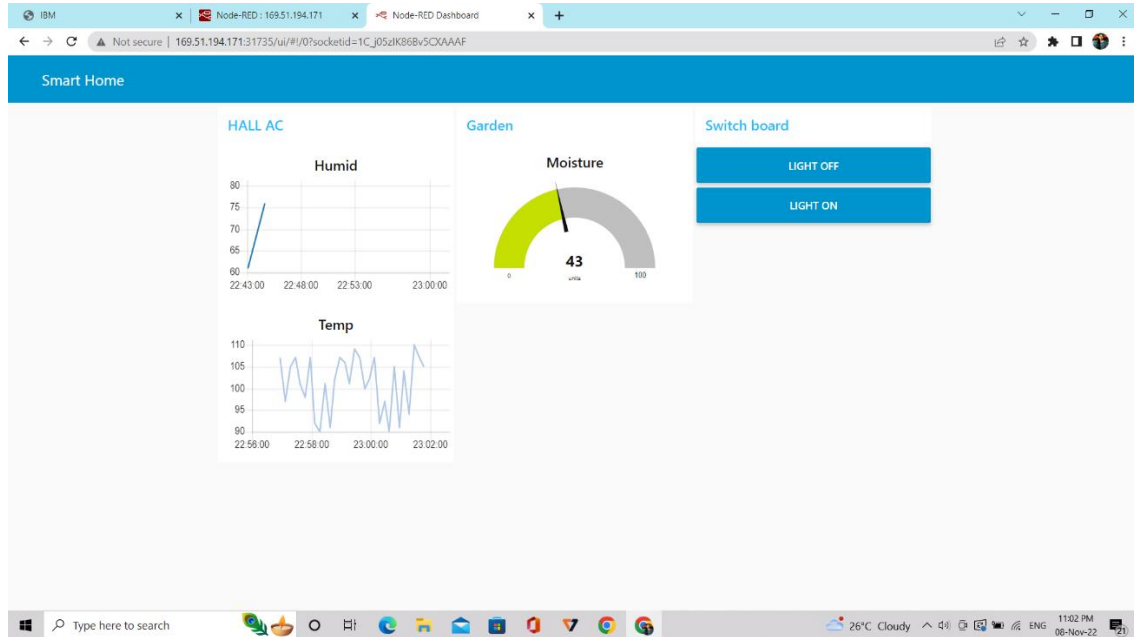 IBM
Node-RED : 169.51.194.171
Node-RED Dashboard
Not secure | 169.51.194.171:31735/ui/#!/0?socketid=1C_j05zIK86Bv5CXAAAF
Smart Home
HALL AC
Humid
80
75
70
65
60
22:43:00 22:48:00 22:53:00 23:00:00
Temp
110
105
100
95
90
22:56:00 22:58:00 23:00:00 23:02:00
Garden
Moisture
43
units
0 100
Switch board
LIGHT OFF
LIGHT ON
Type here to search
26°C Cloudy
ENG
11:02 PM
08-Nov-22
21